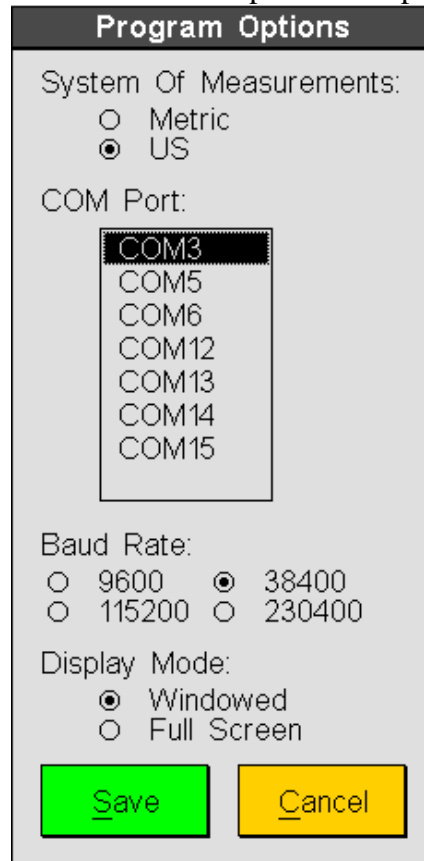 Program Options
System Of Measurements:
Metric
US
COM Port:
COM3
COM5
COM6
COM12
COM13
COM14
COM15
Baud Rate:
9600 38400
115200 230400
Display Mode:
Windowed
Full Screen
Save Cancel